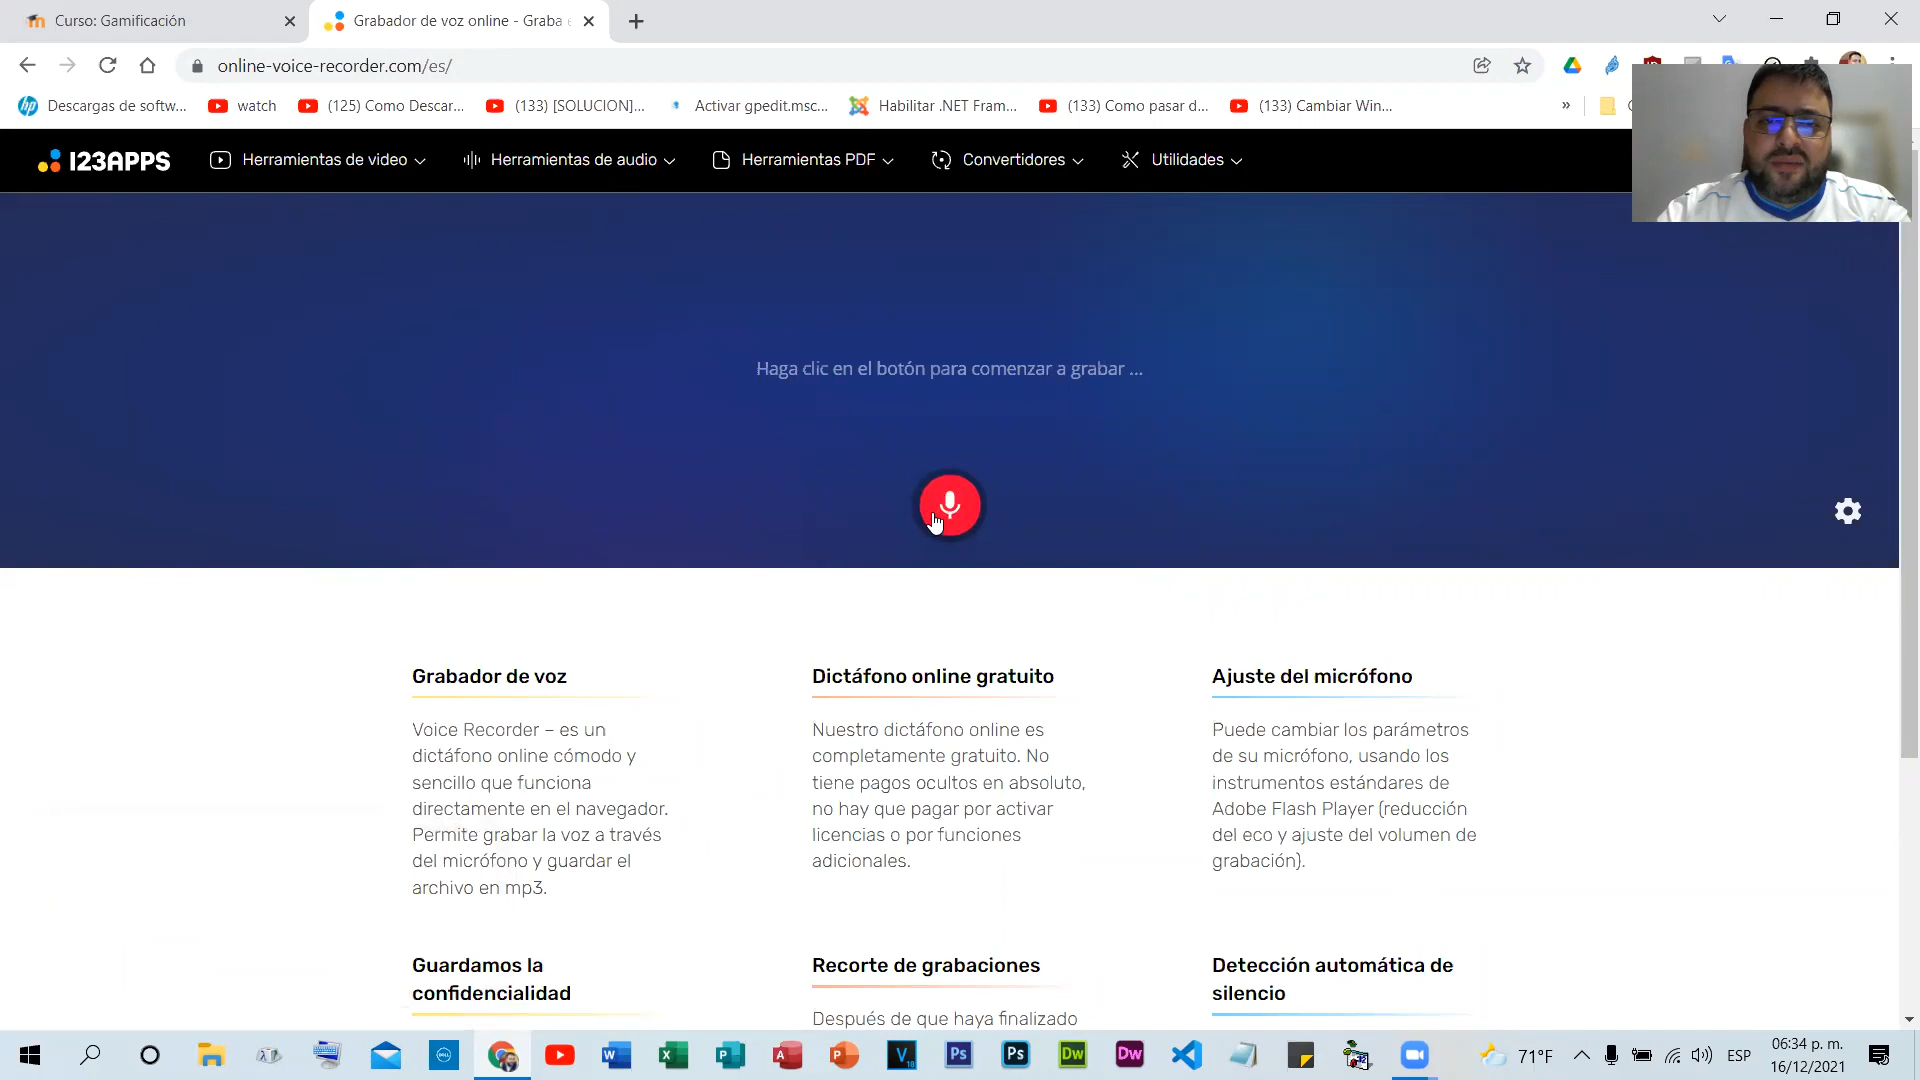 Curso: Gamificación
Grabador de voz online - Graba
online-voice-recorder.com/es/
hp Descargas de softw... watch (125) Como Descar... (133) [SOLUCION]... Activar gpedit.msc... Habilitar .NET Fram... (133) Como pasar d... (133) Cambiar Win... »
123APPS Herramientas de video Herramientas de audio Herramientas PDF Convertidores Utilidades
Haga clic en el botón para comenzar a grabar ...
Grabador de voz
Voice Recorder – es un
dictáfono online cómodo y
sencillo que funciona
directamente en el navegador.
Permite grabar la voz a través
del micrófono y guardar el
archivo en mp3.
Dictáfono online gratuito
Nuestro dictáfono online es
completamente gratuito. No
tiene pagos ocultos en absoluto,
no hay que pagar por activar
licencias o por funciones
adicionales.
Ajuste del micrófono
Puede cambiar los parámetros
de su micrófono, usando los
instrumentos estándares de
Adobe Flash Player (reducción
del eco y ajuste del volumen de
grabación).
Guardamos la
confidencialidad
Recorte de grabaciones
Después de que haya finalizado
Detección automática de
silencio
71°F ESP 06:34 p. m.
16/12/2021